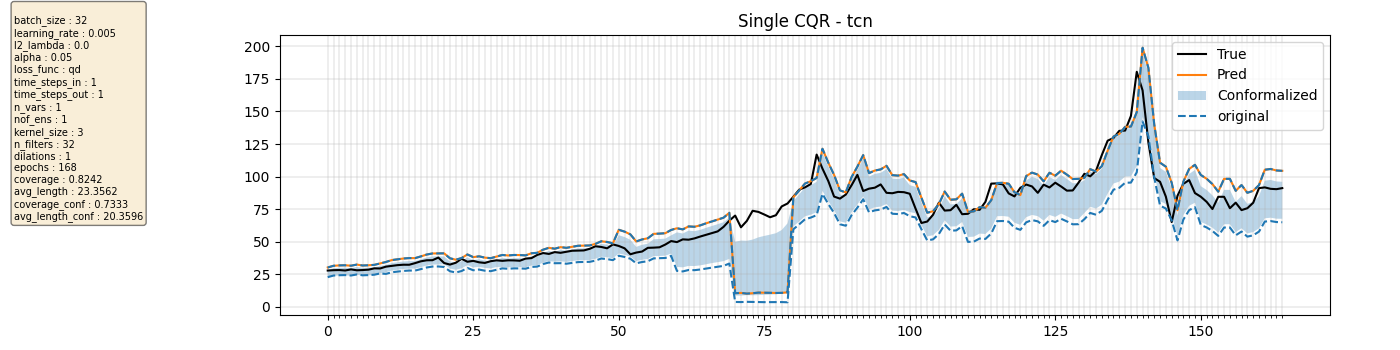 batch_size : 32
learning_rate : 0.005
l2_lambda : 0.0
alpha : 0.05
loss_func : qd
time_steps_in : 1
time_steps_out : 1
n_vars : 1
nof_ens : 1
kernel_size : 3
n_filters : 32
dilations : 1
epochs : 168
coverage : 0.8242
avg_length : 23.3562
coverage_conf : 0.7333
avg_length_conf : 20.3596
Single CQR - tcn
200
175
150
125
100
75
50
25
0
True
Pred
Conformalized
original
0 25 50 75 100 125 150